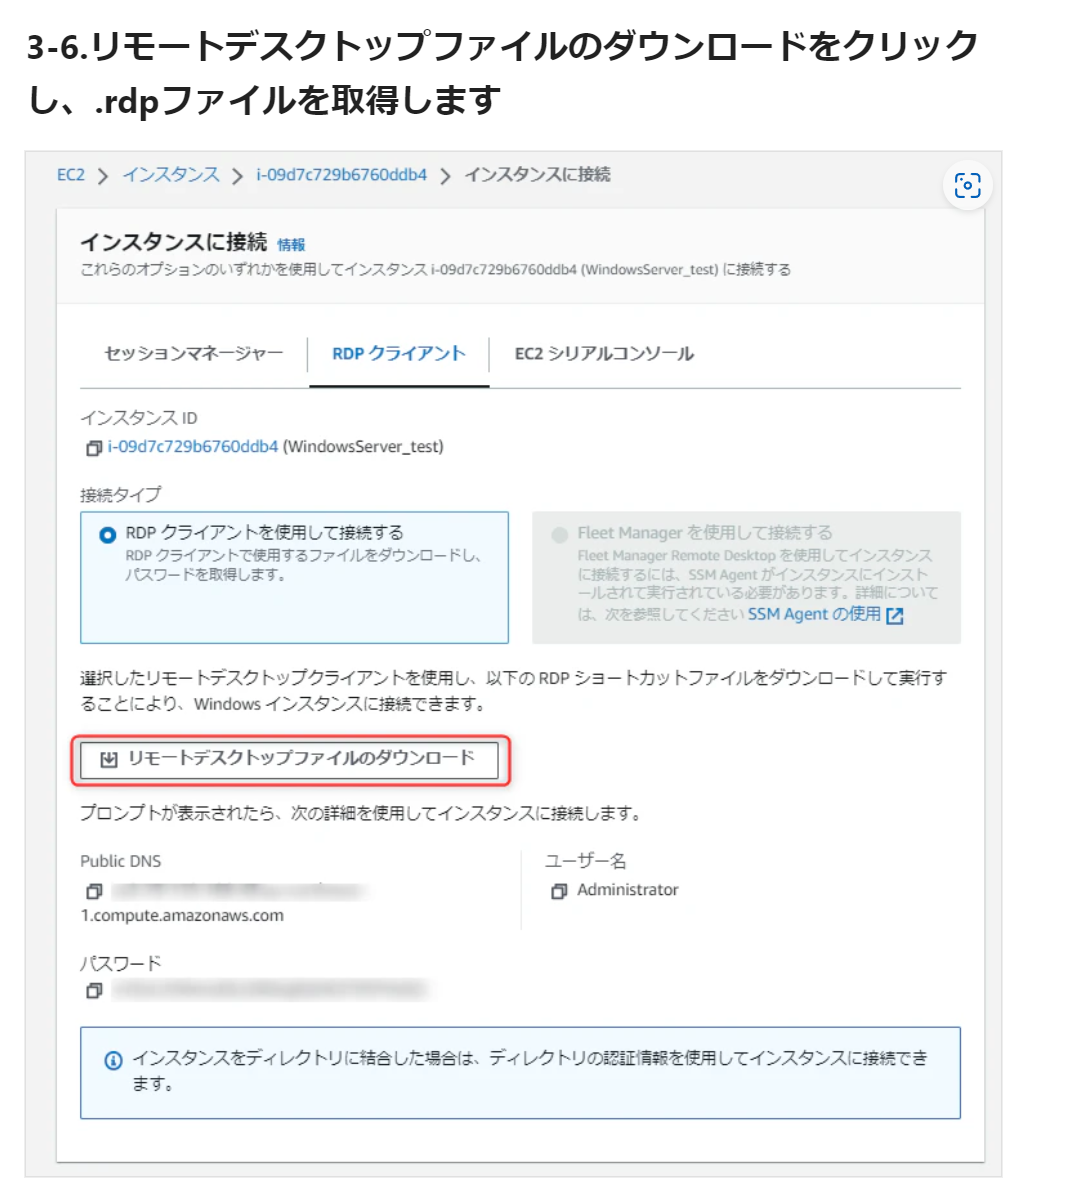 3-6.リモートデスクトップファイルのダウンロードをクリック
し、.rdpファイルを取得します
EC2 > インスタンス > i-09d7c729b6760ddb4 > インスタンスに接続
インスタンスに接続 情報
これらのオプションのいずれかを使用してインスタンス i-09d7c729b6760ddb4 (WindowsServer_test) に接続する
セッションマネージャー RDP クライアント EC2 シリアルコンソール
インスタンス ID
i-09d7c729b6760ddb4 (WindowsServer_test)
接続タイプ
RDP クライアントを使用して接続する
RDP クライアントで使用するファイルをダウンロードし、
パスワードを取得します。
Fleet Manager を使用して接続する
Fleet Manager Remote Desktop を使用してインスタンス
に接続するには、SSM Agent がインスタンスにインスト
ールされて実行されている必要があります。詳細について
は、次を参照してください SSM Agent の使用
選択したリモートデスクトップクライアントを使用し、以下の RDP ショートカットファイルをダウンロードして実行す
ることにより、Windows インスタンスに接続できます。
リモートデスクトップファイルのダウンロード
プロンプトが表示されたら、次の詳細を使用してインスタンスに接続します。
Public DNS
1.compute.amazonaws.com
ユーザー名
Administrator
パスワード
インスタンスをディレクトリに結合した場合は、ディレクトリの認証情報を使用してインスタンスに接続でき
ます。